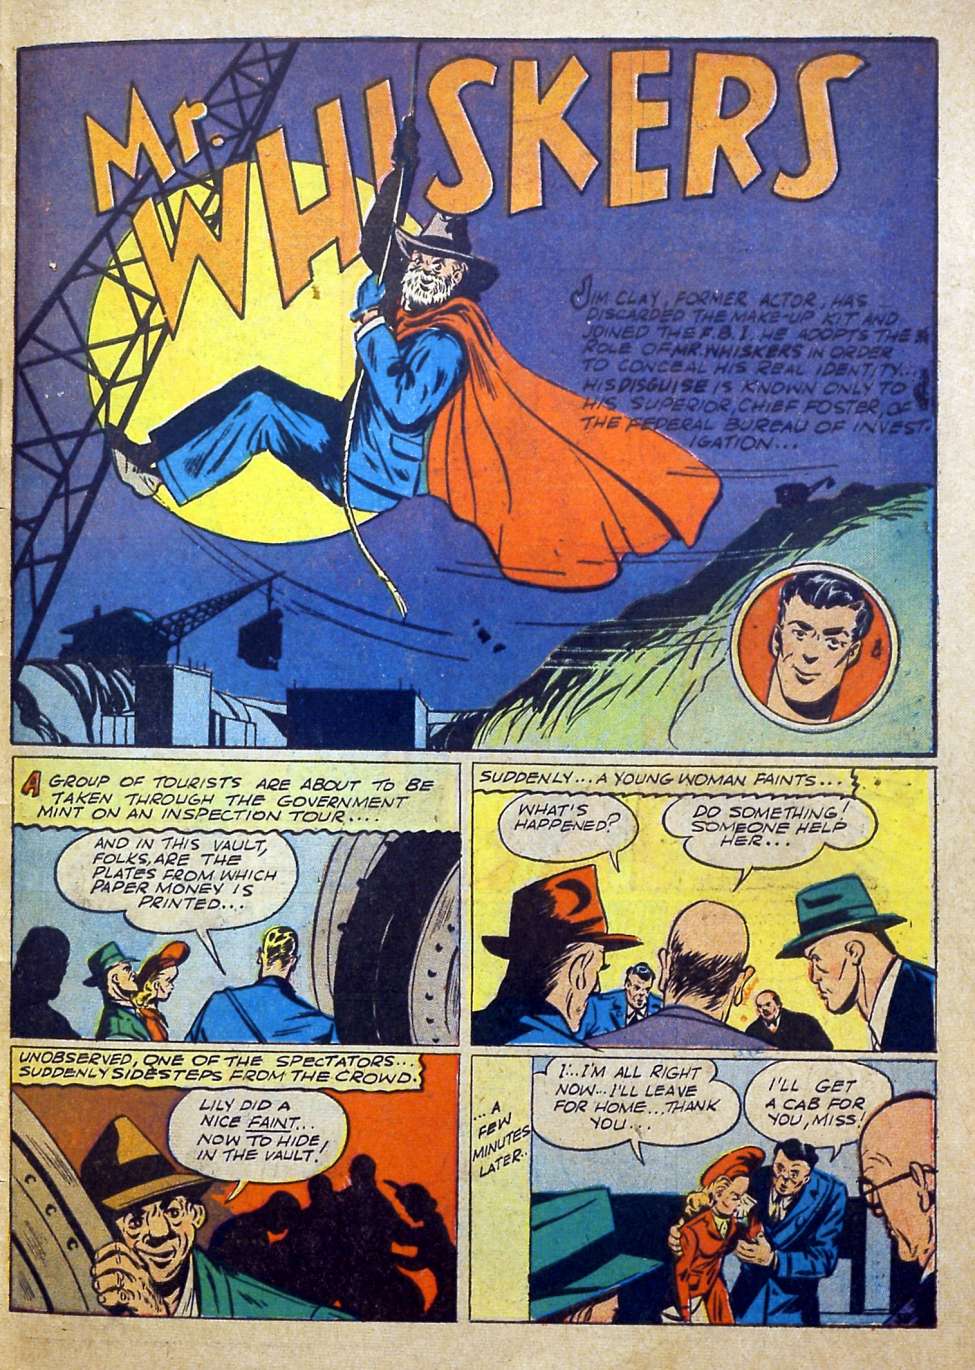 Mr.
WHISKERS
JIM CLAY, FORMER ACTOR, HAS
DISCARDED THE MAKE-UP KIT AND
JOINED THE F.B.I. HE ADOPTS THE
ROLE OF MR. WHISKERS IN ORDER
TO CONCEAL HIS REAL IDENTITY...
HIS DISGUISE IS KNOWN ONLY TO
HIS SUPERIOR, CHIEF FOSTER, OF
THE FEDERAL BUREAU OF INVEST-
IGATION...
A GROUP OF TOURISTS ARE ABOUT TO BE
TAKEN THROUGH THE GOVERNMENT
MINT ON AN INSPECTION TOUR....
AND IN THIS VAULT,
FOLKS, ARE THE
PLATES FROM WHICH
PAPER MONEY IS
PRINTED...
SUDDENLY... A YOUNG WOMAN FAINTS...
WHAT'S
HAPPENED?
DO SOMETHING!
SOMEONE HELP
HER...
UNOBSERVED, ONE OF THE SPECTATORS...
SUDDENLY SIDESTEPS FROM THE CROWD.
LILY DID A
NICE FAINT...
NOW TO HIDE,
IN THE VAULT!
...A
FEW
MINUTES
LATER..
I... I'M ALL RIGHT
NOW... I'LL LEAVE
FOR HOME... THANK
YOU...
I'LL GET
A CAB FOR
YOU, MISS!